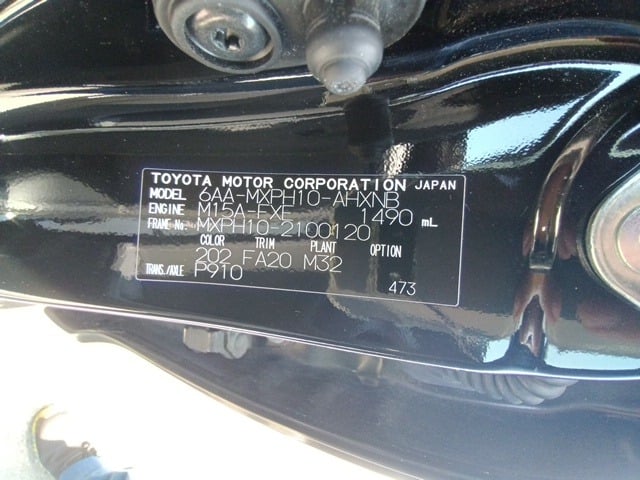 TOYOTA MOTOR CORPORATION JAPAN
MODEL 6AA-MXPH10-AHXNB
ENGINE M15A-FXE 1490 mL
FRAME No. MXPH10-2100120
COLOR TRIM PLANT OPTION
202 FA20 M32
TRANS./AXLE P910
473